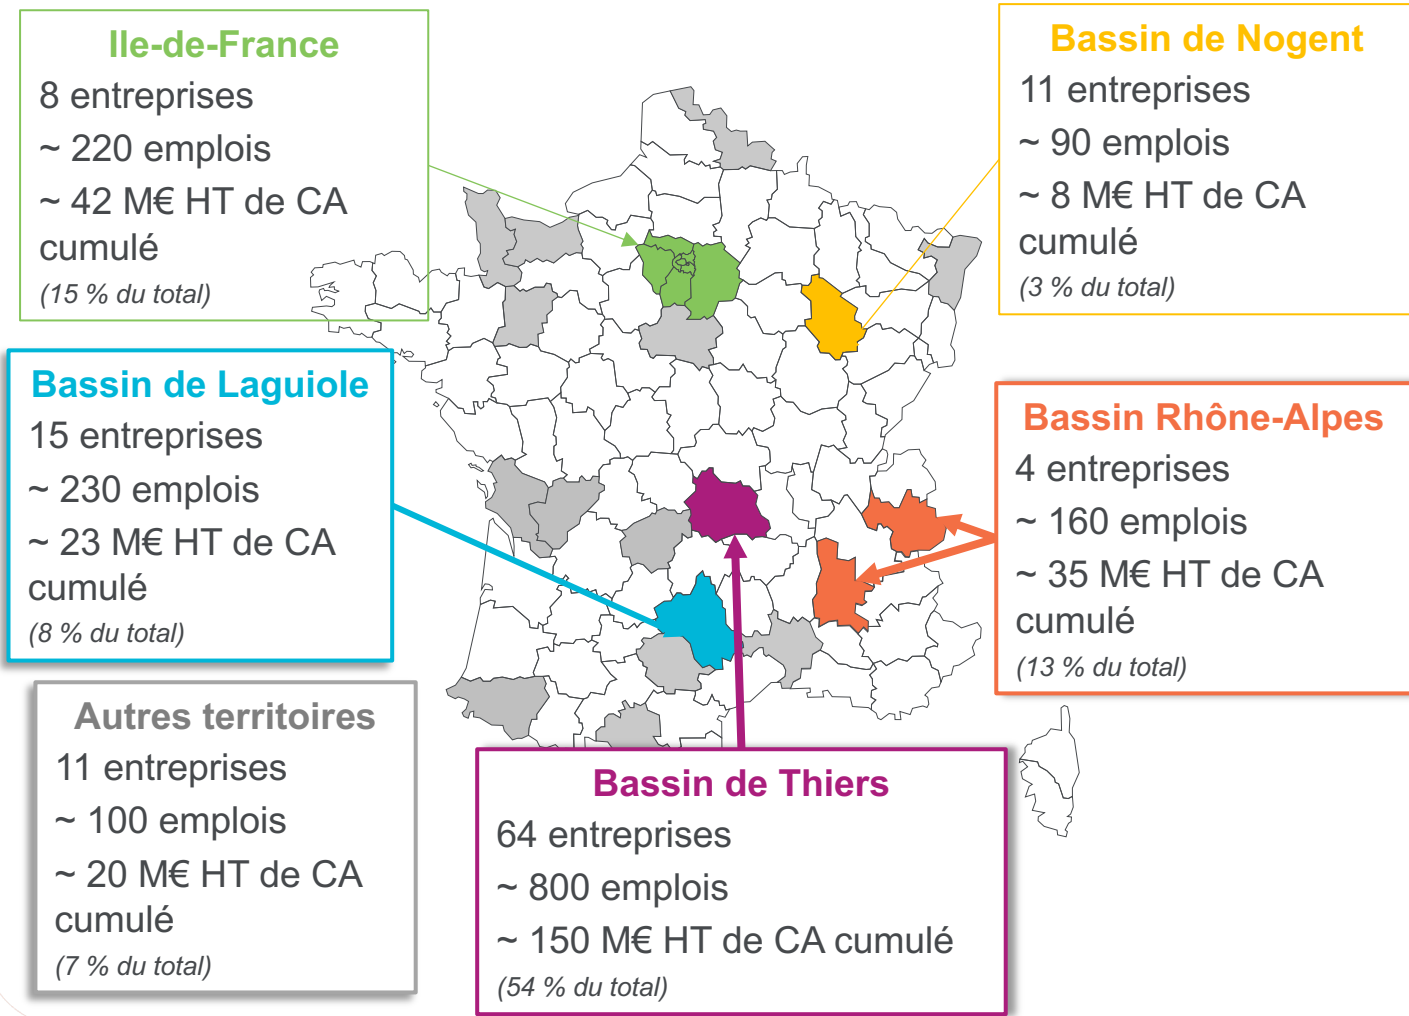 Ile-de-France
8 entreprises
~ 220 emplois
~ 42 M€ HT de CA
cumulé
(15 % du total)
Bassin de Nogent
11 entreprises
~ 90 emplois
~ 8 M€ HT de CA
cumulé
(3 % du total)
Bassin de Laguiole
15 entreprises
~ 230 emplois
~ 23 M€ HT de CA
cumulé
(8 % du total)
Bassin Rhône-Alpes
4 entreprises
~ 160 emplois
~ 35 M€ HT de CA
cumulé
(13 % du total)
Autres territoires
11 entreprises
~ 100 emplois
~ 20 M€ HT de CA
cumulé
(7 % du total)
Bassin de Thiers
64 entreprises
~ 800 emplois
~ 150 M€ HT de CA cumulé
(54 % du total)